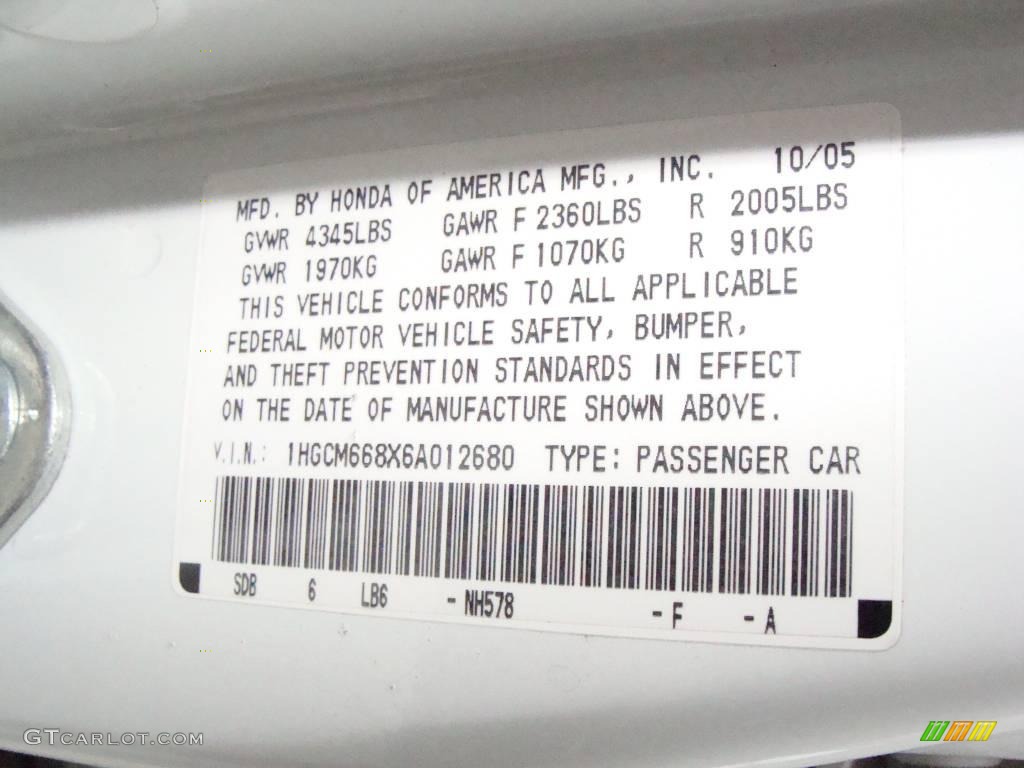 MFD. BY HONDA OF AMERICA MFG., INC. 10/05
GVWR 4345LBS GAWR F 2360LBS R 2005LBS
GVWR 1970KG GAWR F 1070KG R 910KG
THIS VEHICLE CONFORMS TO ALL APPLICABLE
FEDERAL MOTOR VEHICLE SAFETY, BUMPER,
AND THEFT PREVENTION STANDARDS IN EFFECT
ON THE DATE OF MANUFACTURE SHOWN ABOVE.
V.I.N.: 1HGCM668X6A012680 TYPE: PASSENGER CAR
SDB 6 LB6 - NH578 - F - A
GTCARLOT.COM